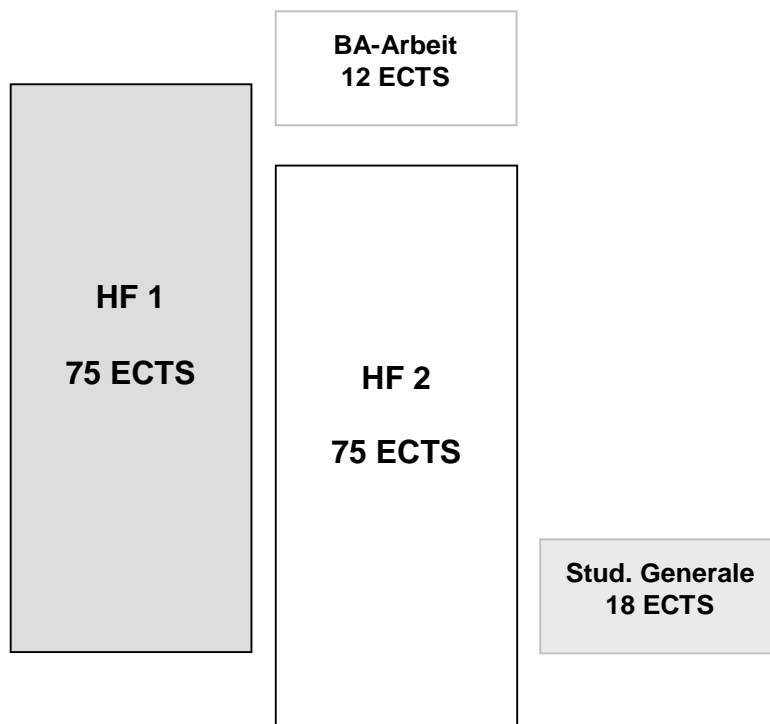 BA-Arbeit
12 ECTS
HF 1
75 ECTS
HF 2
75 ECTS
Stud. Generale
18 ECTS